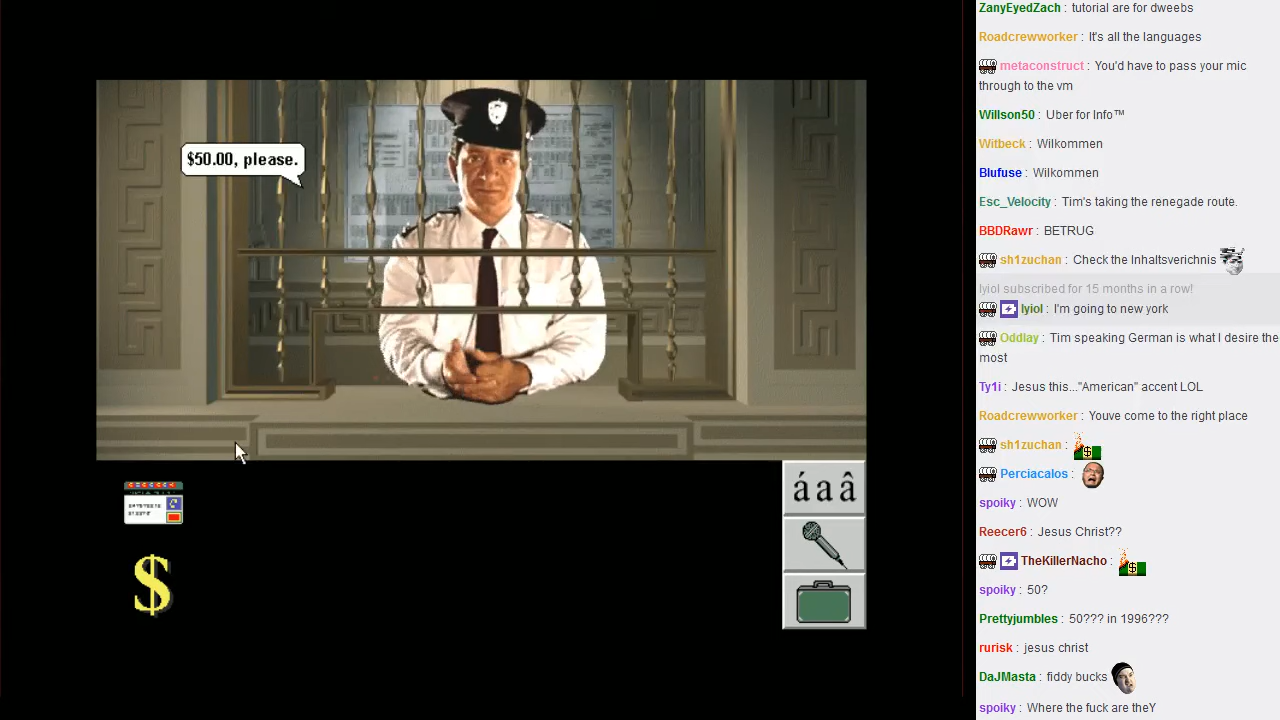 $50.00, please.
á a â
$
ZanyEyedZach : tutorial are for dweebs
Roadcrewworker : It's all the languages
metaconstruct : You'd have to pass your mic
through to the vm
Willson50 : Uber for Info™
Witbeck : Wilkommen
Blufuse : Wilkommen
Esc_Velocity : Tim's taking the renegade route.
BBDRawr : BETRUG
sh1zuchan : Check the Inhaltsverichnis
lyiol subscribed for 15 months in a row!
lyiol : I'm going to new york
Oddlay : Tim speaking German is what I desire the
most
Ty1i : Jesus this..."American" accent LOL
Roadcrewworker : Youve come to the right place
sh1zuchan :
Perciacalos :
spoiky : WOW
Reecer6 : Jesus Christ??
TheKillerNacho :
spoiky : 50?
Prettyjumbles : 50??? in 1996???
rurisk : jesus christ
DaJMasta : fiddy bucks
spoiky : Where the fuck are theY